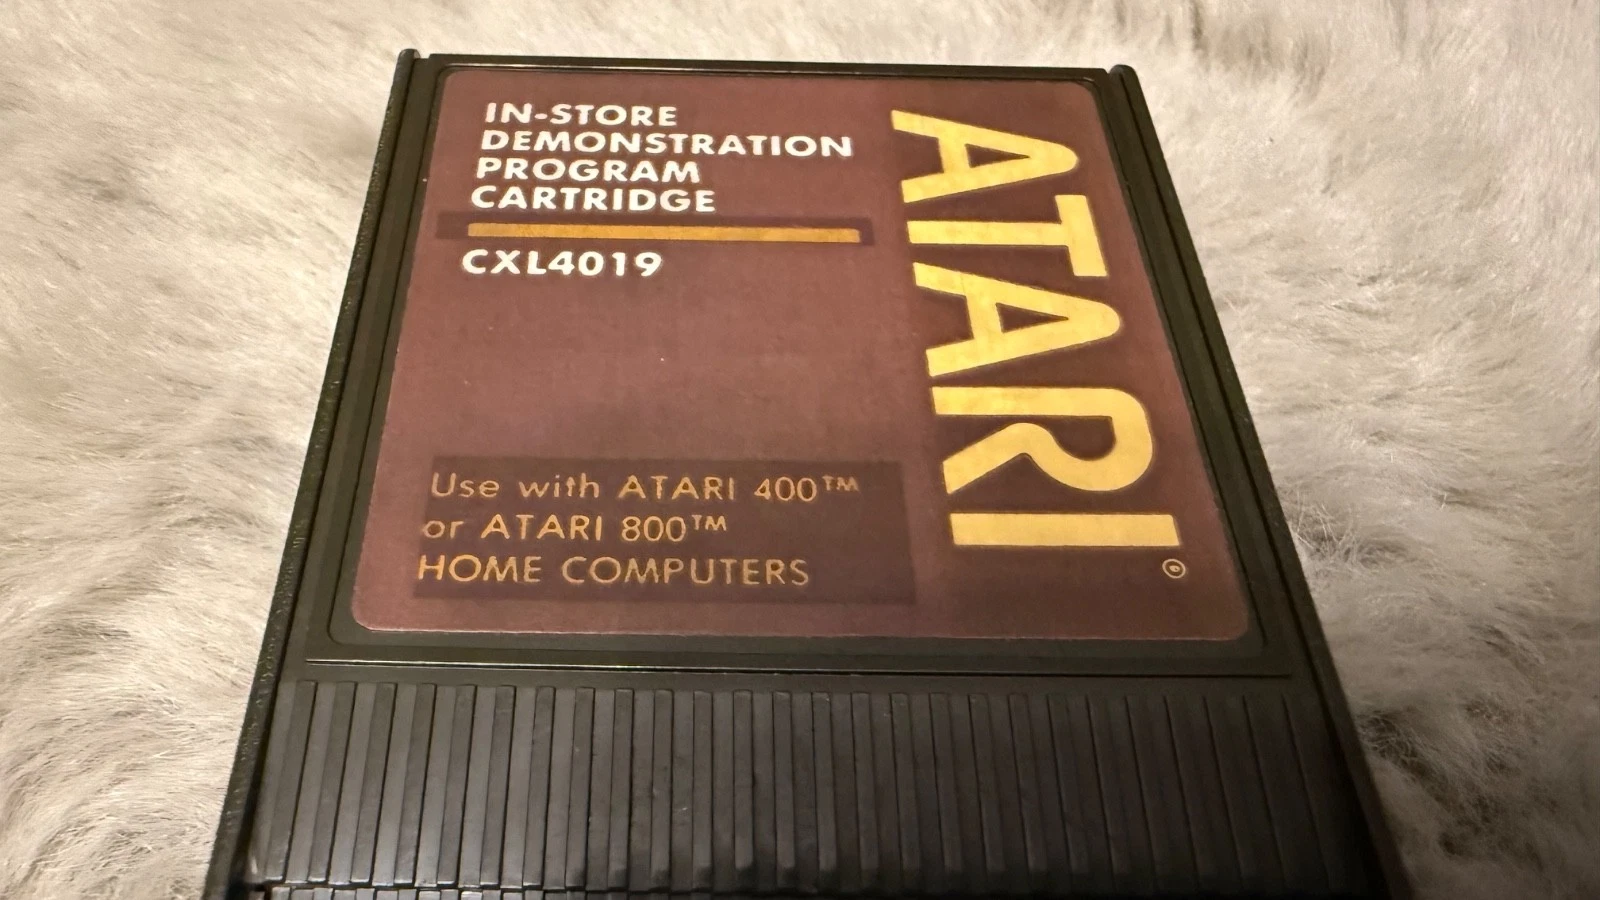 IN-STORE
DEMONSTRATION
PROGRAM
CARTRIDGE
CXL4019
Use with ATARI 400™
or ATARI 800™
HOME COMPUTERS
ATARI®